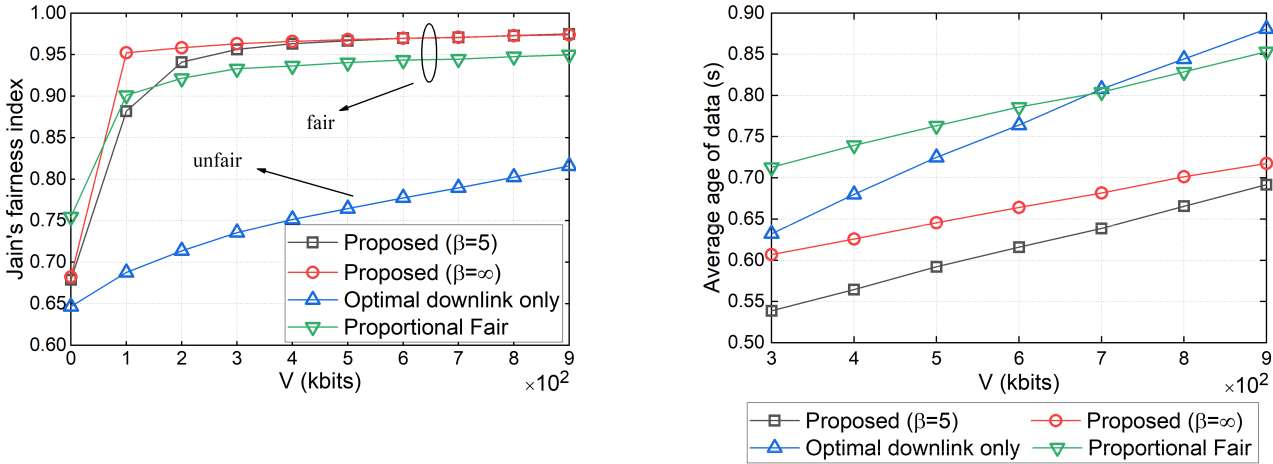 1.00
0.95
0.90
0.85
0.80
0.75
0.70
0.65
0.60
Jain's fairness index
fair
unfair
Proposed (β=5)
Proposed (β=∞)
Optimal downlink only
Proportional Fair
0 1 2 3 4 5 6 7 8 9
V (kbits)
×10²
0.90
0.85
0.80
0.75
0.70
0.65
0.60
0.55
0.50
Average age of data (s)
3 4 5 6 7 8 9
V (kbits)
×10²
Proposed (β=5) Proposed (β=∞)
Optimal downlink only Proportional Fair